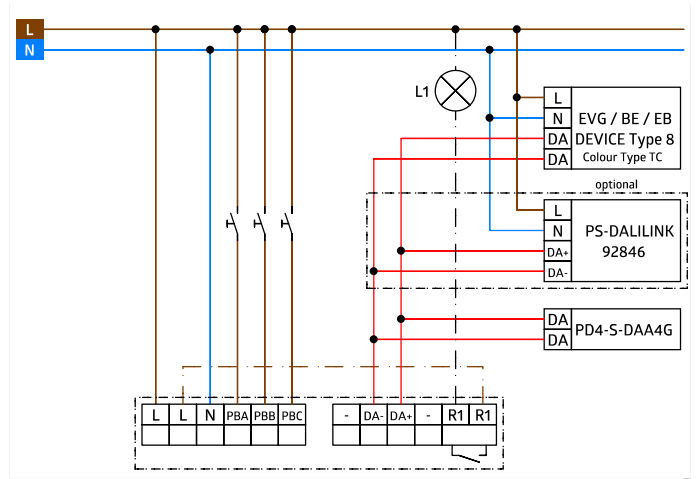 L
N
L1
L
N EVG / BE / EB
DA DEVICE Type 8
DA Colour Type TC
optional
L
N PS-DALILINK
DA+ 92846
DA-
DA
DA PD4-S-DAA4G
L L N PBA PBB PBC - DA- DA+ - R1 R1